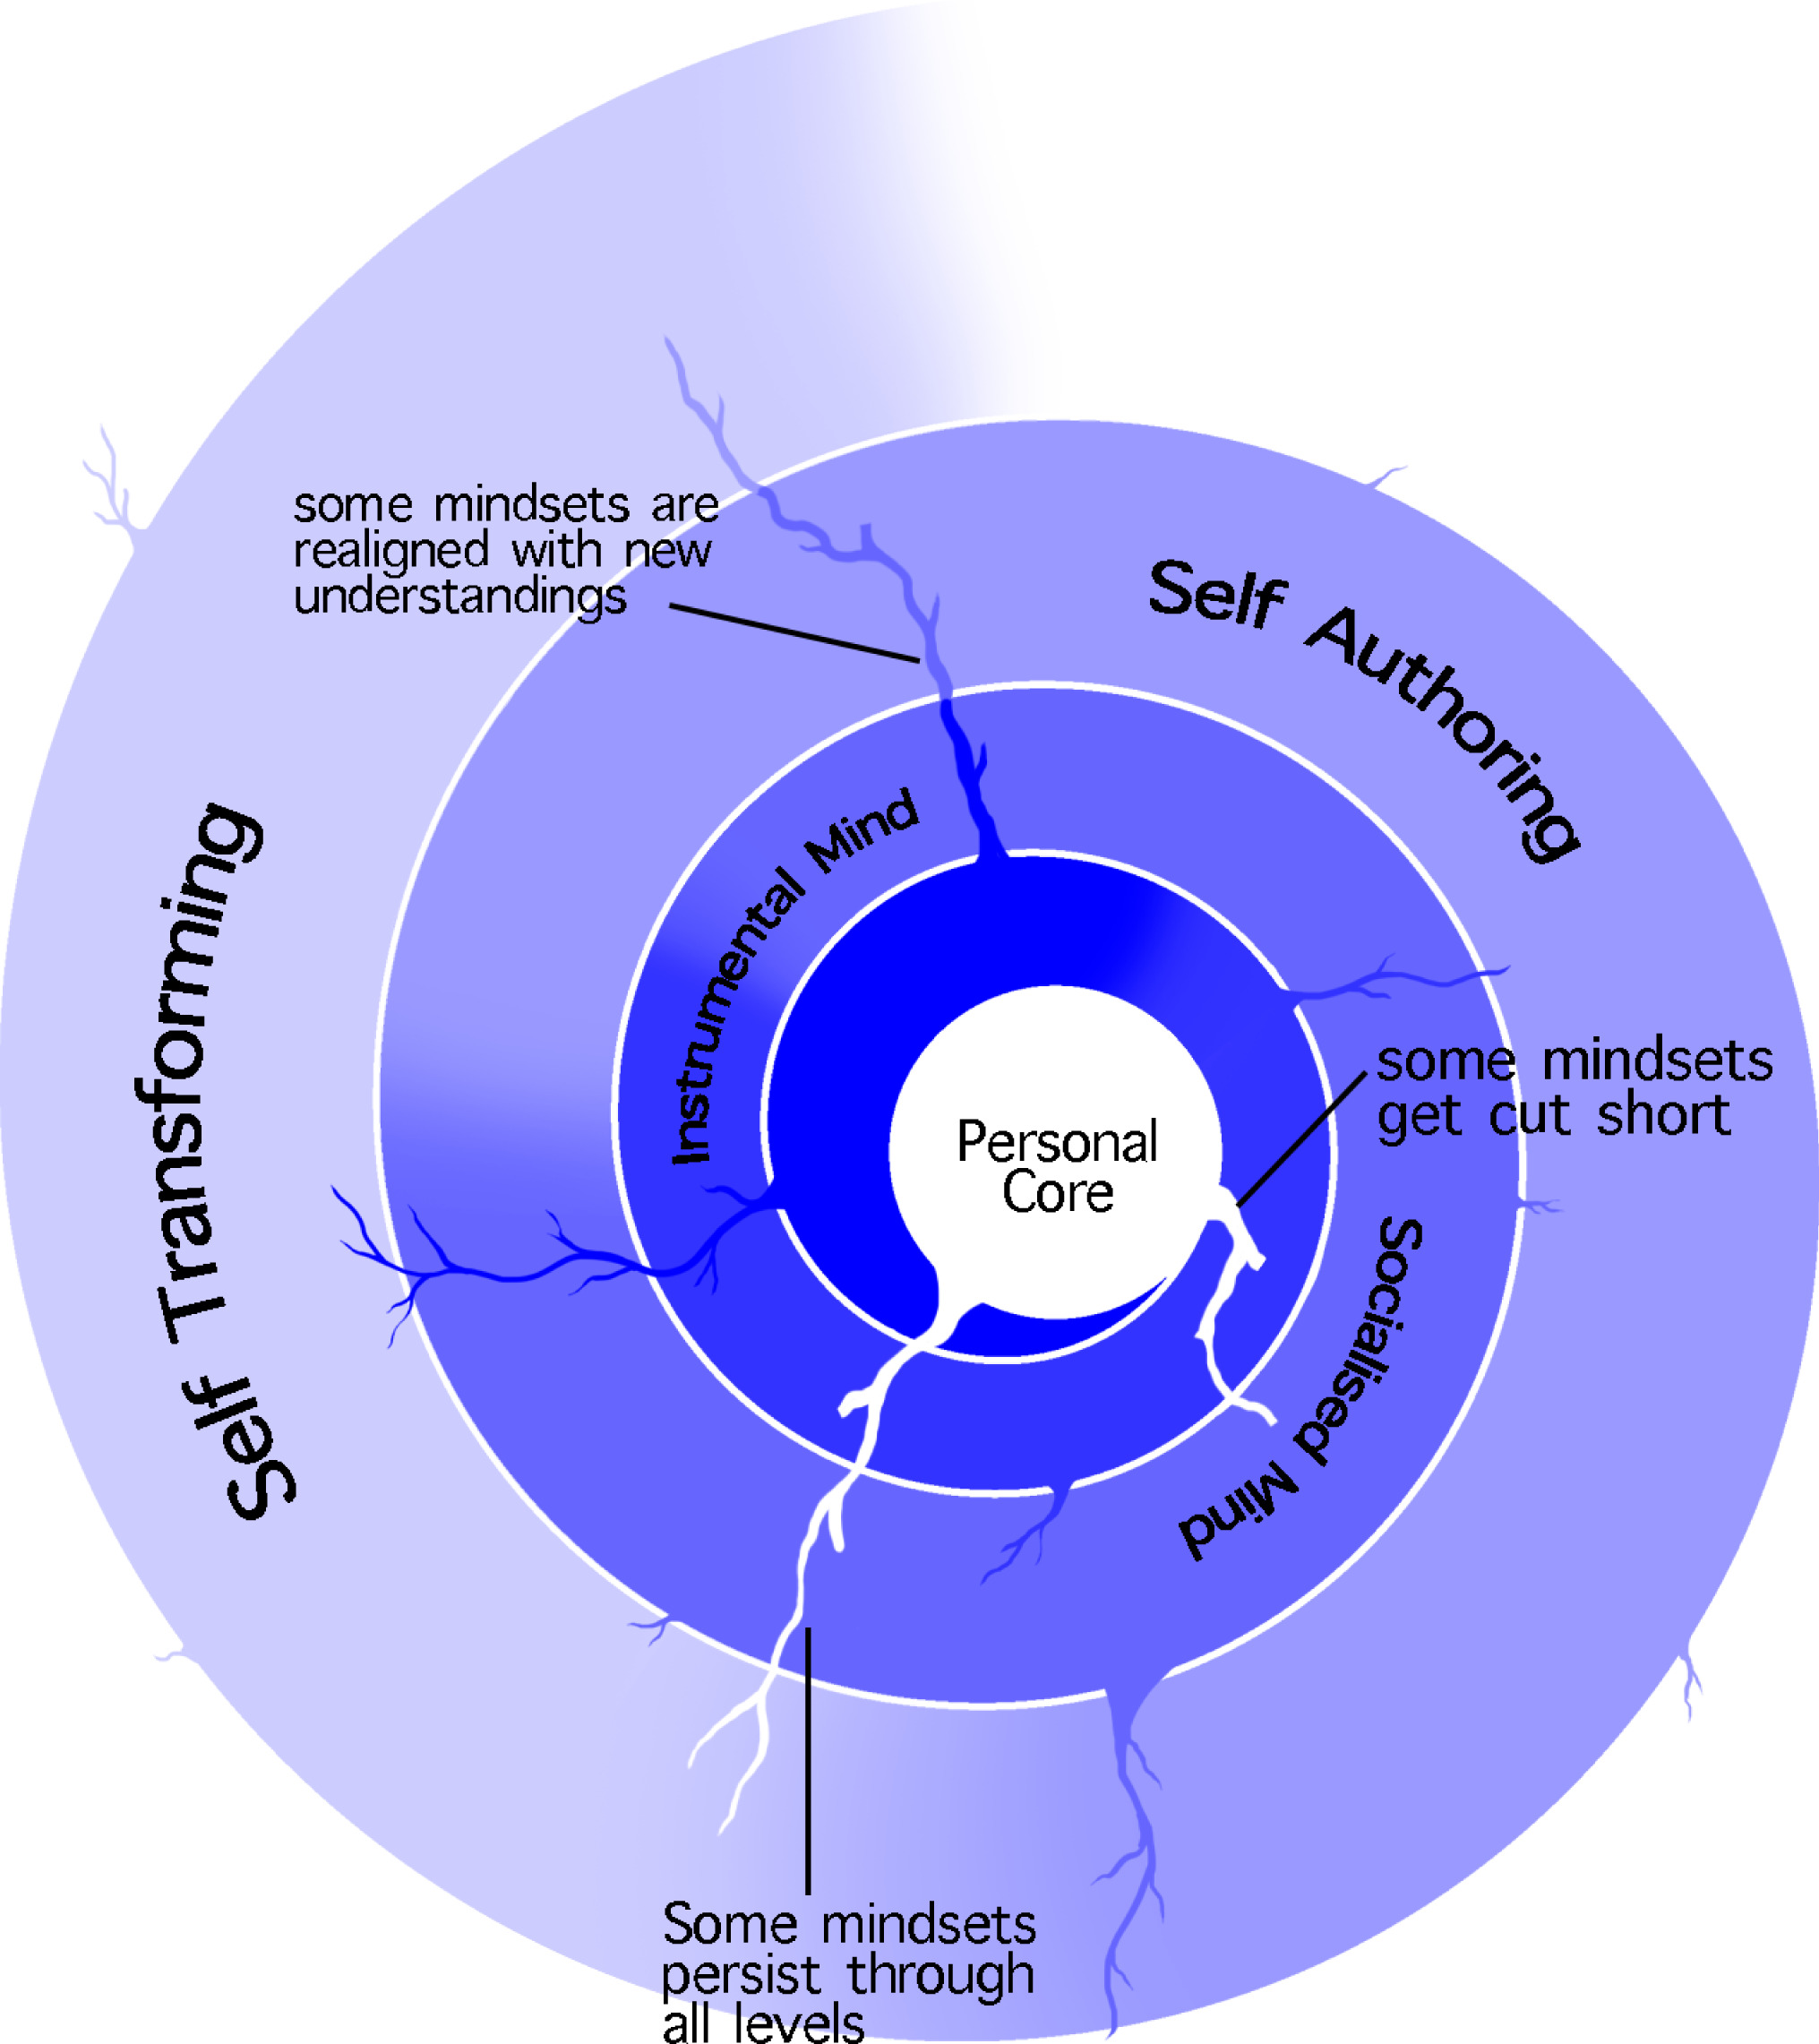 some mindsets are
realigned with new
understandings
Self Authoring
Instrumental Mind
Self Transforming
Personal
Core
some mindsets
get cut short
Socialised Mind
Some mindsets
persist through
all levels